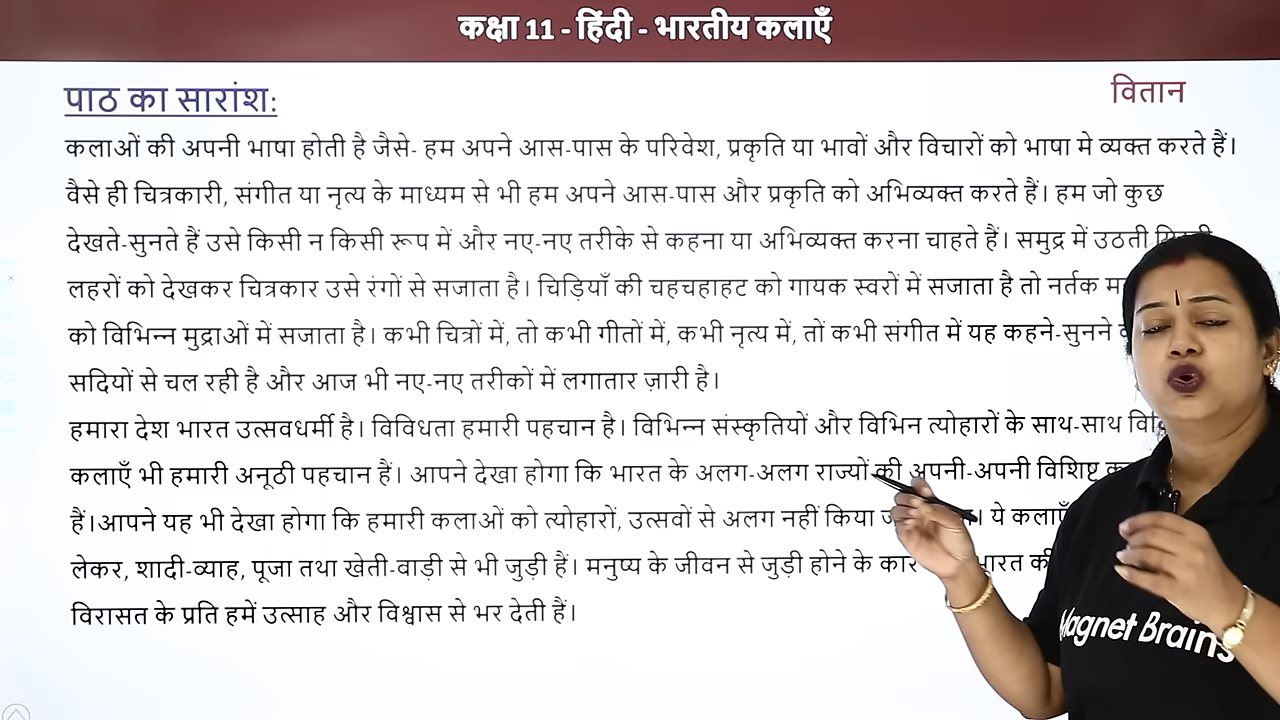 कक्षा 11 - हिंदी - भारतीय कलाएँ
पाठ का सारांश:
वितान
कलाओं की अपनी भाषा होती है जैसे- हम अपने आस-पास के परिवेश, प्रकृति या भावों और विचारों को भाषा मे व्यक्त करते हैं।
वैसे ही चित्रकारी, संगीत या नृत्य के माध्यम से भी हम अपने आस-पास और प्रकृति को अभिव्यक्त करते हैं। हम जो कुछ
देखते-सुनते हैं उसे किसी न किसी रूप में और नए-नए तरीके से कहना या अभिव्यक्त करना चाहते हैं। समुद्र में उठती
लहरों को देखकर चित्रकार उसे रंगों से सजाता है। चिड़ियाँ की चहचहाहट को गायक स्वरों में सजाता है तो नर्तक
को विभिन्न मुद्राओं में सजाता है। कभी चित्रों में, तो कभी गीतों में, कभी नृत्य में, तों कभी संगीत में यह कहने-सुनने
सदियों से चल रही है और आज भी नए-नए तरीकों में लगातार ज़ारी है।
हमारा देश भारत उत्सवधर्मी है। विविधता हमारी पहचान है। विभिन्न संस्कृतियों और विभिन त्योहारों के साथ-साथ
कलाएँ भी हमारी अनूठी पहचान हैं। आपने देखा होगा कि भारत के अलग-अलग राज्यों की अपनी-अपनी विशिष्ट
हैं।आपने यह भी देखा होगा कि हमारी कलाओं को त्योहारों, उत्सवों से अलग नहीं किया । ये कलाएँ
लेकर, शादी-व्याह, पूजा तथा खेती-वाड़ी से भी जुड़ी हैं। मनुष्य के जीवन से जुड़ी होने के भारत की
विरासत के प्रति हमें उत्साह और विश्वास से भर देती हैं।
Magnet Brains